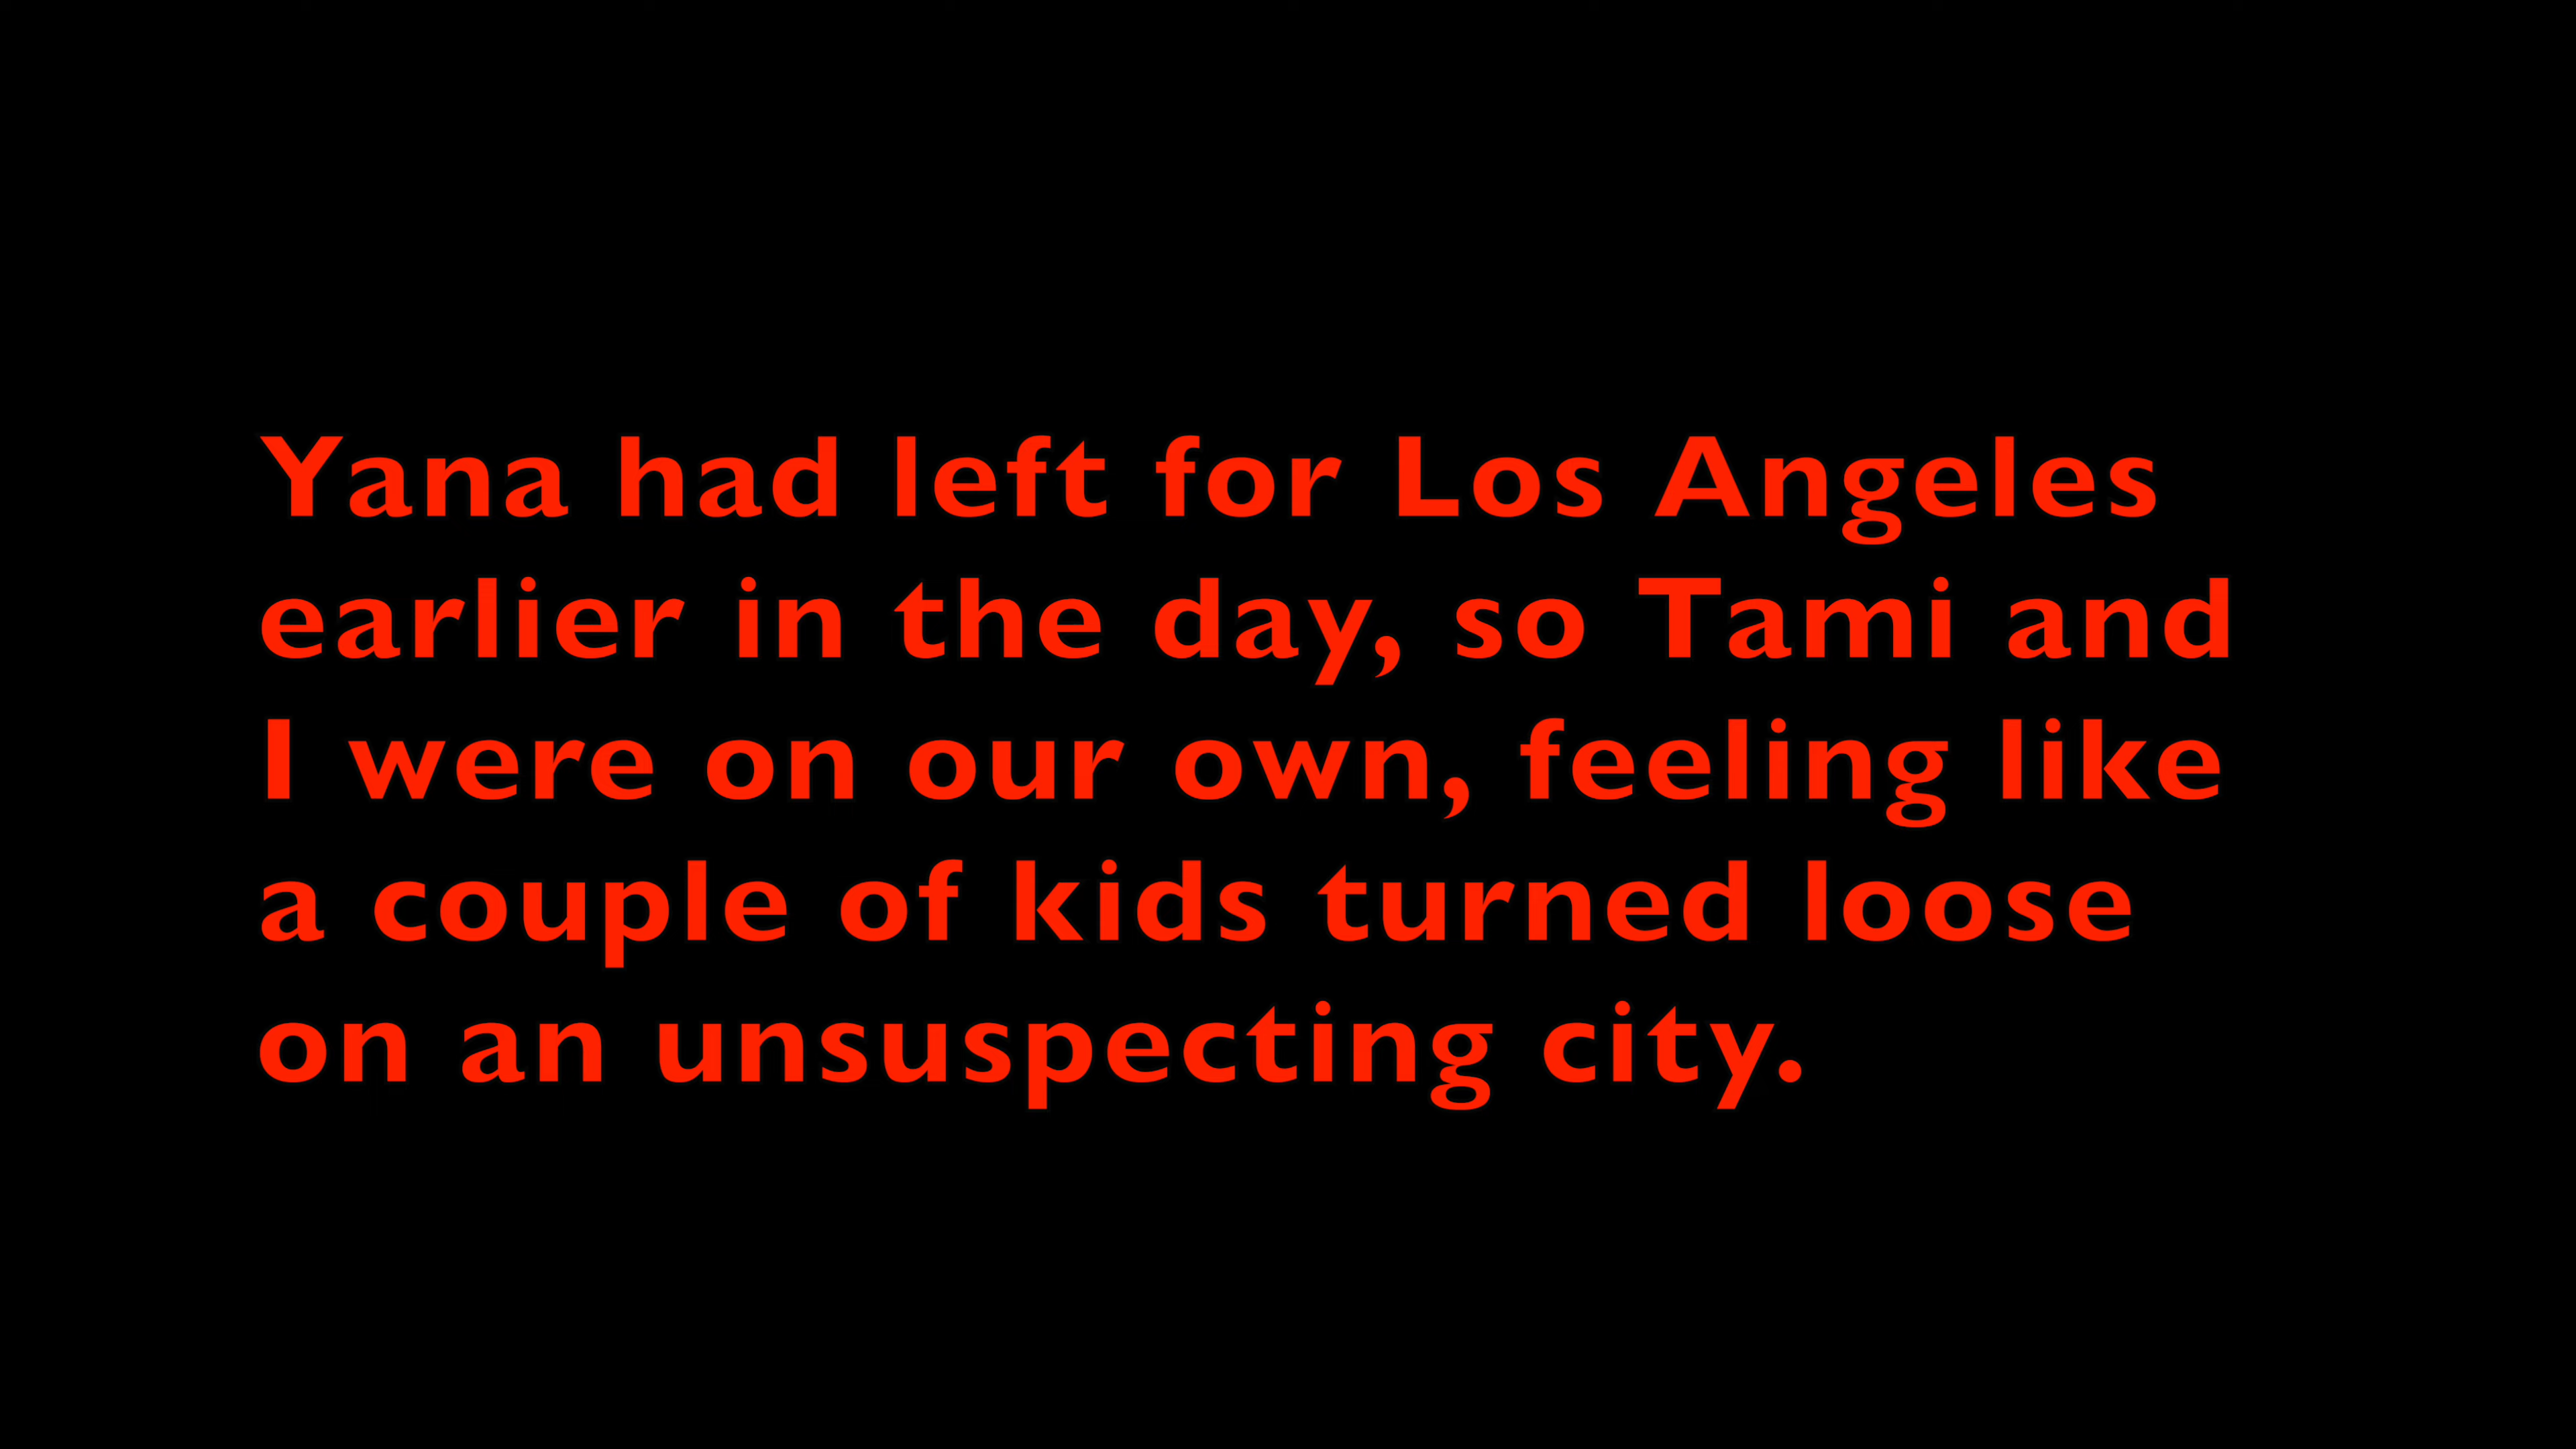 Yana had left for Los Angeles
earlier in the day, so Tami and
I were on our own, feeling like
a couple of kids turned loose
on an unsuspecting city.